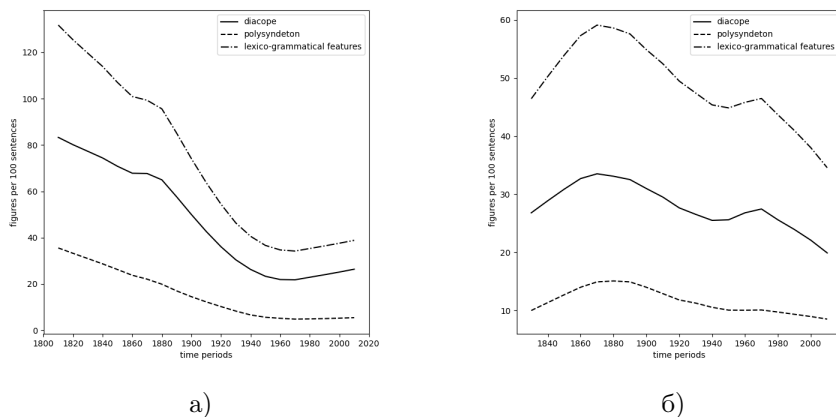 diacope
polysyndeton
lexico-grammatical features
120
100
80
60
40
20
0
figures per 100 sentences
1800 1820 1840 1860 1880 1900 1920 1940 1960 1980 2000 2020
time periods
а)
diacope
polysyndeton
lexico-grammatical features
60
50
40
30
20
10
figures per 100 sentences
1840 1860 1880 1900 1920 1940 1960 1980 2000
time periods
б)